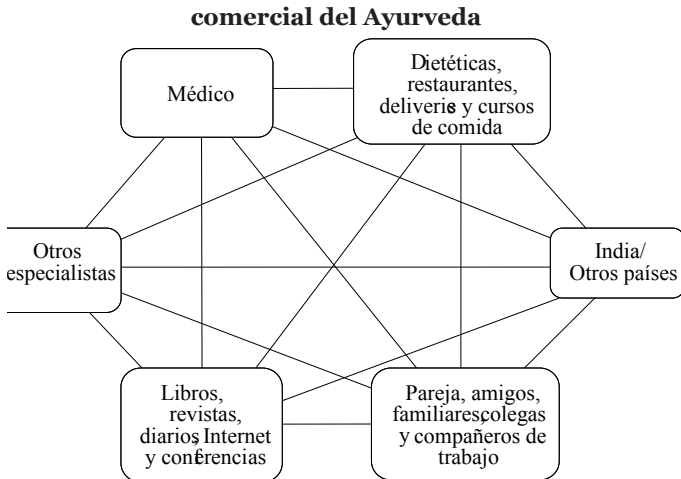 comercial del Ayurveda
Médico
Dietéticas,
restaurantes,
deliveris y cursos
de comida
Otros
especialistas
India/
Otros países
Libros,
revistas,
diarios, Internet
y conferencias
Pareja, amigos,
familiares, colegas
y compañeros de
trabajo